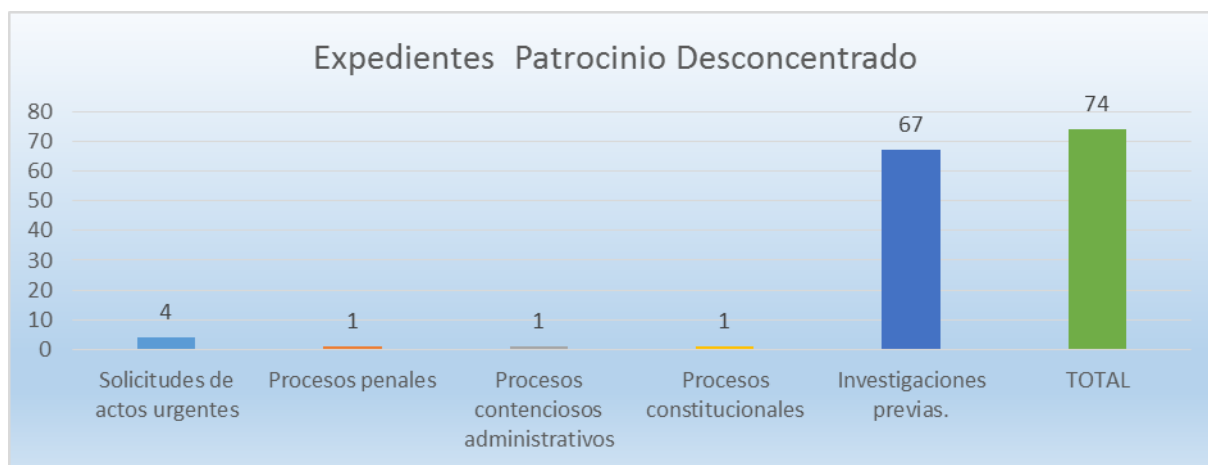 Expedientes Patrocinio Desconcentrado
80
70
60
50
40
30
20
10
0
4
1
1
1
67
74
Solicitudes de
actos urgentes
Procesos penales
Procesos
contenciosos
administrativos
Procesos
constitucionales
Investigaciones
previas.
TOTAL